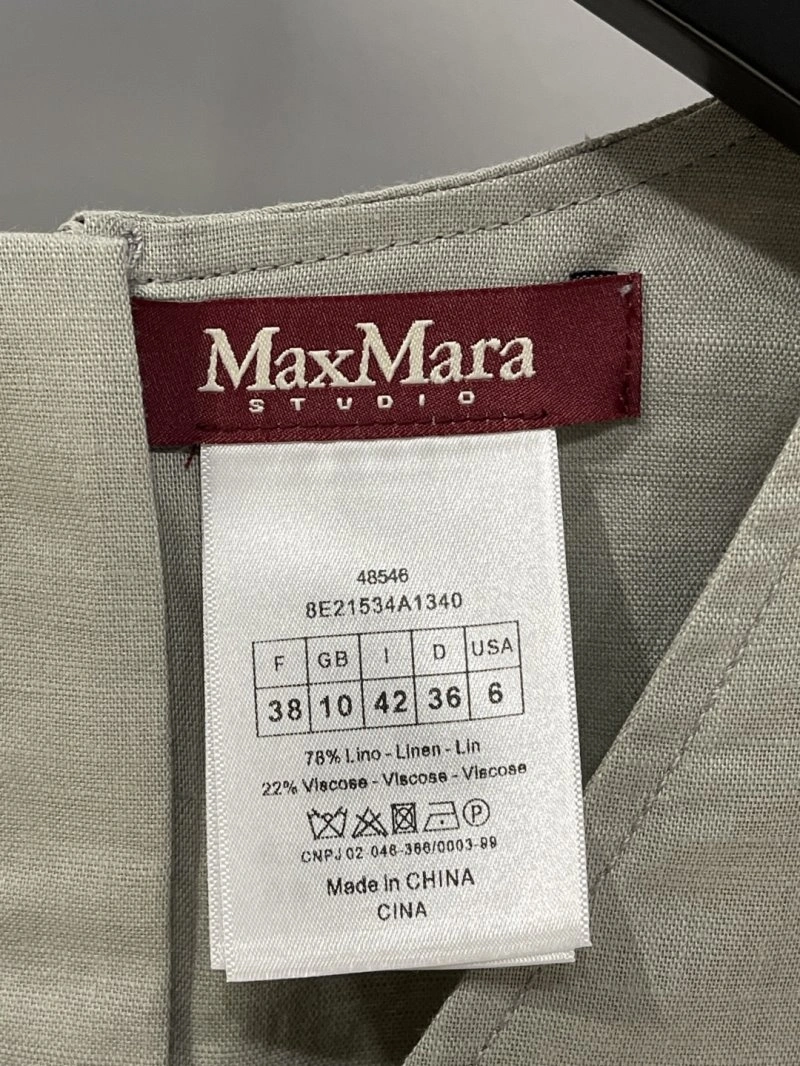 MaxMara
STUDIO
48546
8E21534A1340
F GB I D USA
38 10 42 36 6
78% Lino - Linen - Lin
22% Viscose - Viscose - Viscose
P
CNPJ 02 046-366/0003-99
Made in CHINA
CINA